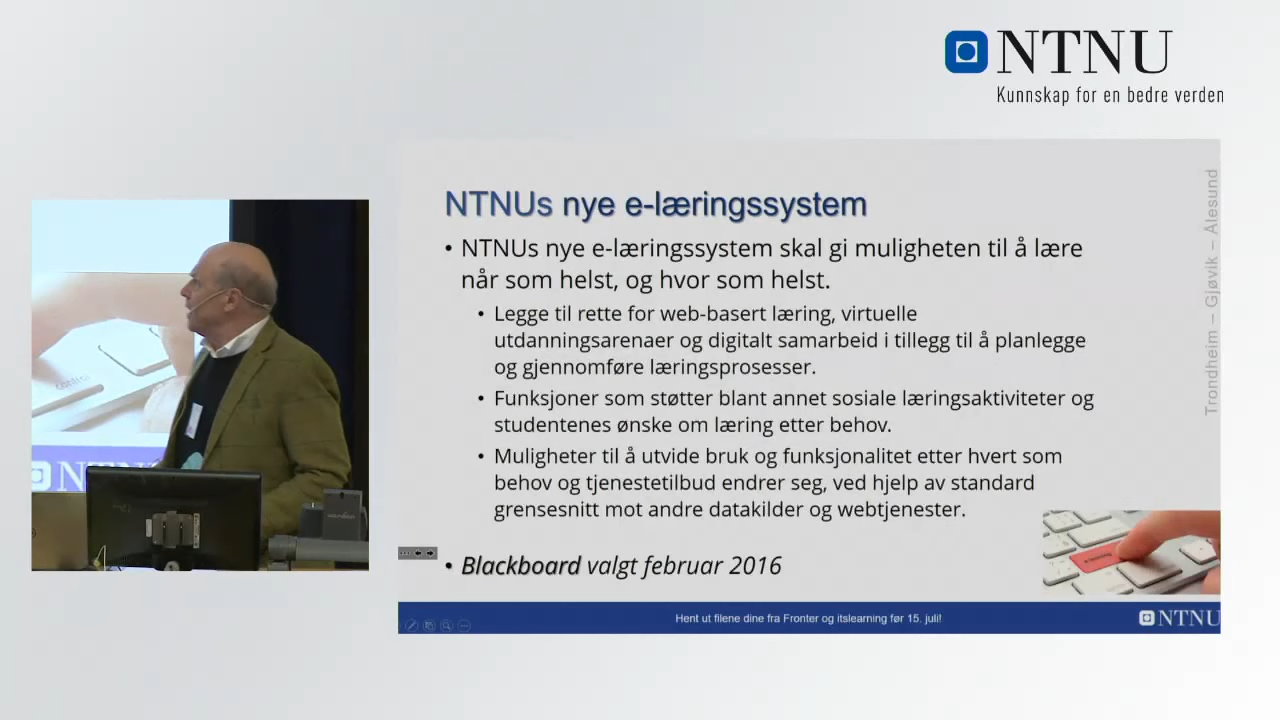 NTNU
Kunnskap for en bedre verden
NTNUs nye e-læringssystem
• NTNUs nye e-læringssystem skal gi muligheten til å lære
når som helst, og hvor som helst.
• Legge til rette for web-basert læring, virtuelle
utdanningsarenaer og digitalt samarbeid i tillegg til å planlegge
og gjennomføre læringsprosesser.
• Funksjoner som støtter blant annet sosiale læringsaktiviteter og
studentenes ønske om læring etter behov.
• Muligheter til å utvide bruk og funksjonalitet etter hvert som
behov og tjenestetilbud endrer seg, ved hjelp av standard
grensesnitt mot andre datakilder og webtjenester.
• Blackboard valgt februar 2016
Trondheim – Gjøvik – Ålesund
Hent ut filene dine fra Fronter og itslearning før 15. juli!
NTNU
control
NT